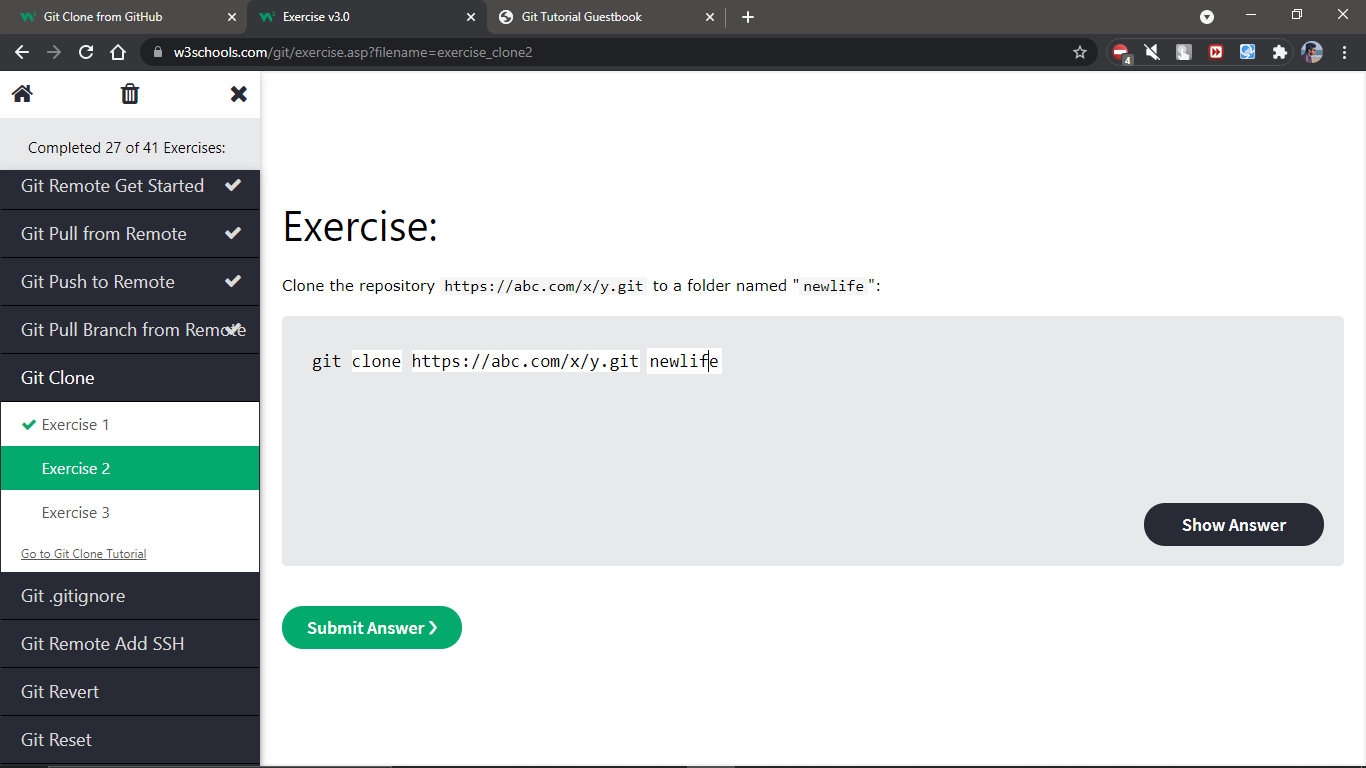 Git Clone from GitHub
Exercise v3.0
Git Tutorial Guestbook
w3schools.com/git/exercise.asp?filename=exercise_clone2
4
Completed 27 of 41 Exercises:
Git Remote Get Started
Git Pull from Remote
Git Push to Remote
Git Pull Branch from Remote
Git Clone
Exercise 1
Exercise 2
Exercise 3
Go to Git Clone Tutorial
Git .gitignore
Git Remote Add SSH
Git Revert
Git Reset
Exercise:
Clone the repository https://abc.com/x/y.git to a folder named "newlife":
git clone https://abc.com/x/y.git newlife
Show Answer
Submit Answer ❯